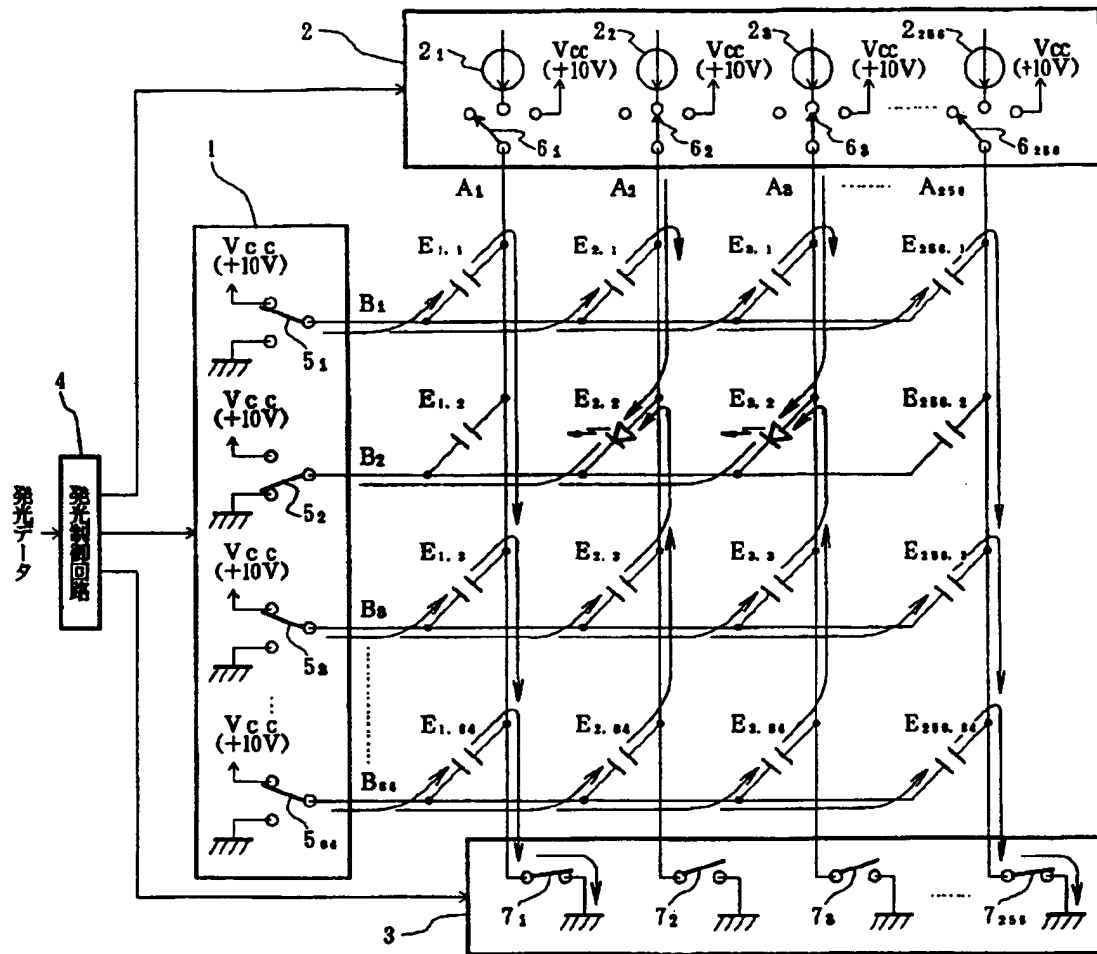 2
2₁
Vcc
(+10V)
2₂
Vcc
(+10V)
2₃
Vcc
(+10V)
2₂₅₆
Vcc
(+10V)
6₁
6₂
6₃
6₂₅₆
1
A₁
A₂
A₃
A₂₅₆
Vcc
(+10V)
E₁.₁
E₂.₁
E₃.₁
E₂₅₆.₁
B₁
5₁
4
Vcc
(+10V)
E₁.₂
E₂.₂
E₃.₂
E₂₅₆.₂
B₂
5₂
発光データ
発光制御回路
Vcc
(+10V)
E₁.₃
E₂.₃
E₃.₃
E₂₅₆.₃
B₃
5₃
Vcc
(+10V)
E₁.₆₄
E₂.₆₄
E₃.₆₄
E₂₅₆.₆₄
B₆₄
5₆₄
3
7₁
7₂
7₃
7₂₅₆